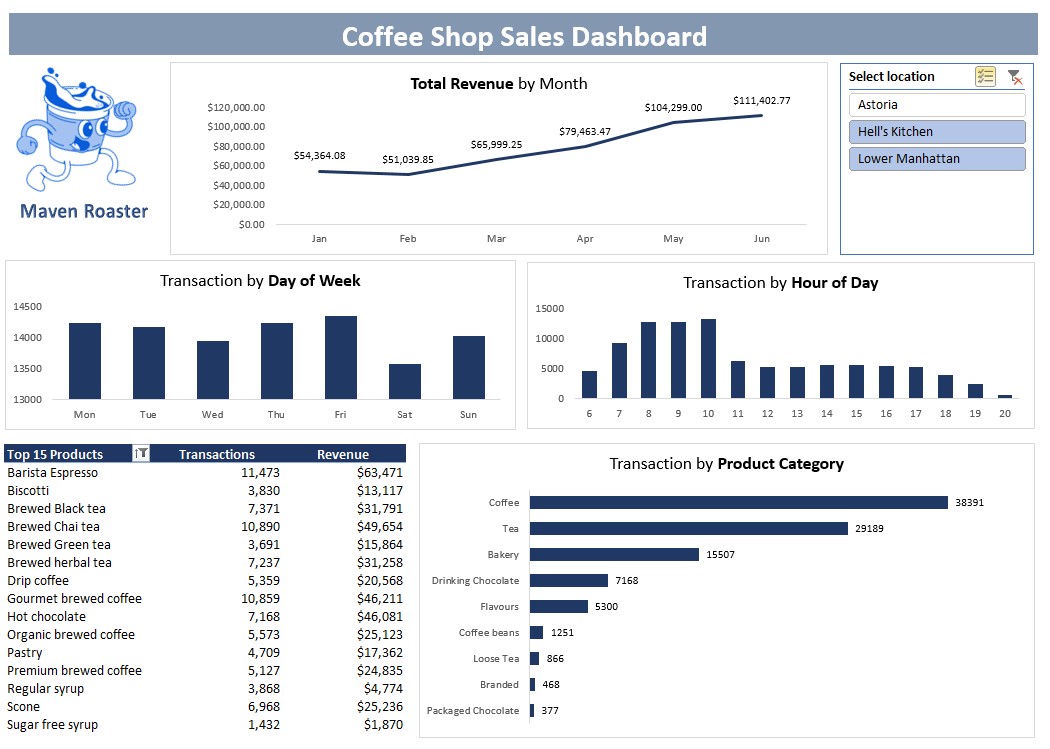 Coffee Shop Sales Dashboard
Maven Roaster
Total Revenue by Month
$120,000.00
$100,000.00
$80,000.00
$60,000.00
$40,000.00
$20,000.00
$0.00
$54,364.08
$51,039.85
$65,999.25
$79,463.47
$104,299.00
$111,402.77
Jan Feb Mar Apr May Jun
Select location
Astoria
Hell's Kitchen
Lower Manhattan
Transaction by Day of Week
14500
14000
13500
13000
Mon Tue Wed Thu Fri Sat Sun
Transaction by Hour of Day
15000
10000
5000
0
6 7 8 9 10 11 12 13 14 15 16 17 18 19 20
Top 15 Products Transactions Revenue
Barista Espresso 11,473 $63,471
Biscotti 3,830 $13,117
Brewed Black tea 7,371 $31,791
Brewed Chai tea 10,890 $49,654
Brewed Green tea 3,691 $15,864
Brewed herbal tea 7,237 $31,258
Drip coffee 5,359 $20,568
Gourmet brewed coffee 10,859 $46,211
Hot chocolate 7,168 $46,081
Organic brewed coffee 5,573 $25,123
Pastry 4,709 $17,362
Premium brewed coffee 5,127 $24,835
Regular syrup 3,868 $4,774
Scone 6,968 $25,236
Sugar free syrup 1,432 $1,870
Transaction by Product Category
Coffee 38391
Tea 29189
Bakery 15507
Drinking Chocolate 7168
Flavours 5300
Coffee beans 1251
Loose Tea 866
Branded 468
Packaged Chocolate 377